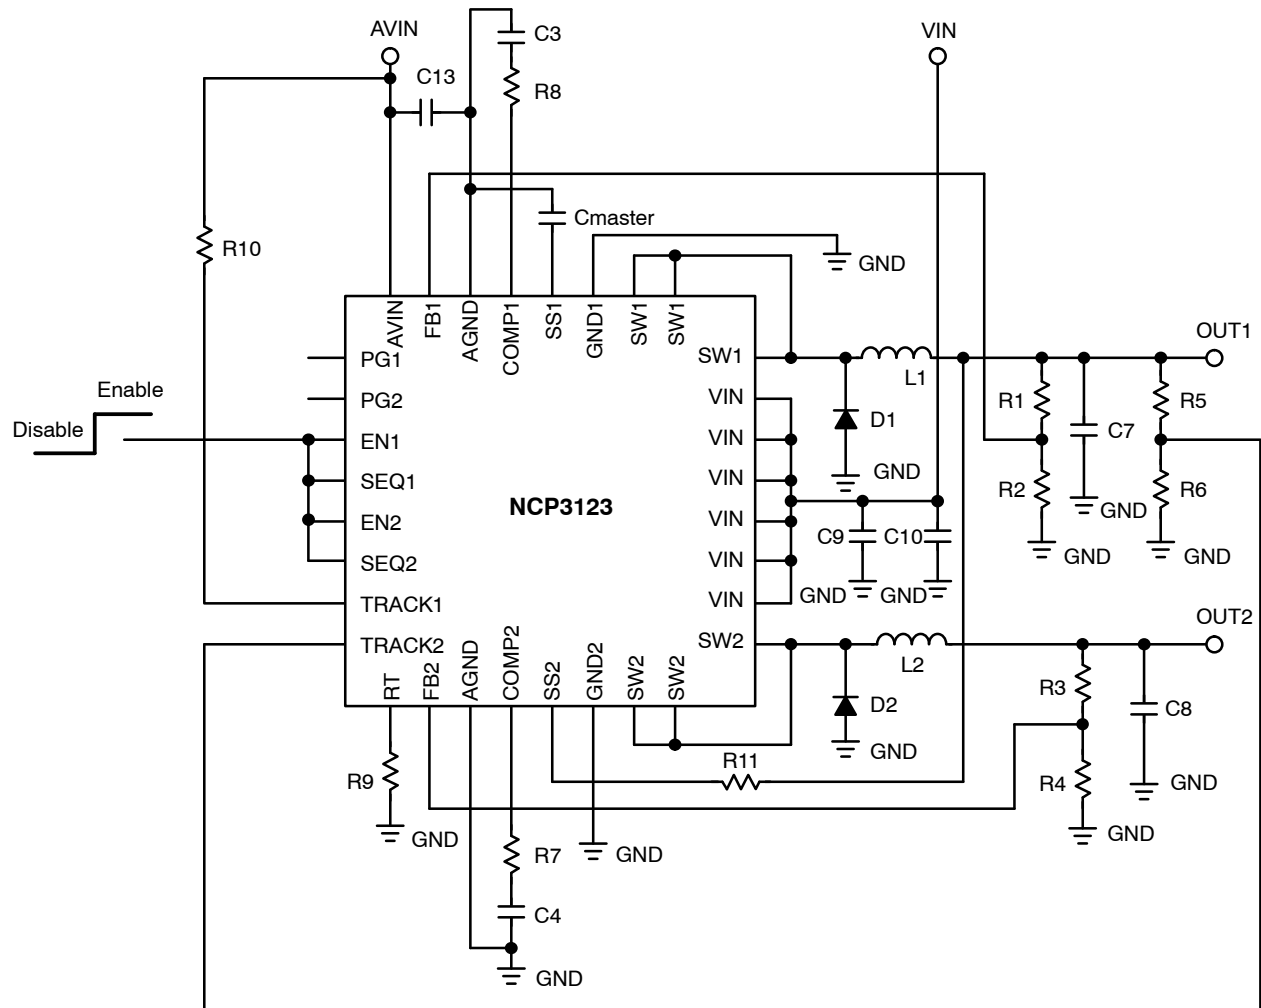 AVIN
C3
VIN
C13
R8
Cmaster
R10
GND
AVIN
FB1
AGND
COMP1
SS1
GND1
SW1
SW1
OUT1
PG1
SW1
L1
Enable
PG2
VIN
R1
R5
Disable
EN1
VIN
D1
C7
SEQ1
VIN
GND
R2
R6
NCP3123
GND
EN2
VIN
C9
C10
SEQ2
VIN
GND
GND
TRACK1
VIN
GND
GND
OUT2
TRACK2
SW2
L2
RT
FB2
AGND
COMP2
SS2
GND2
SW2
SW2
R3
D2
C8
GND
R11
R9
R4
GND
GND
GND
R7
GND
C4
GND